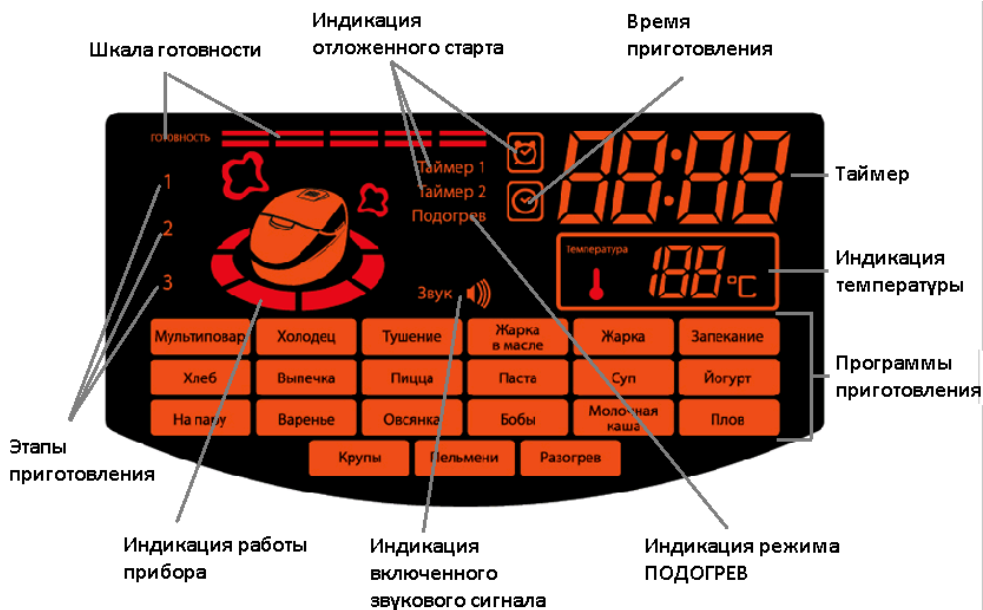 Индикация
отложенного старта
Время
приготовления
Шкала готовности
ГОТОВНОСТЬ
Таймер 1
Таймер 2
Подогрев
88:88
Таймер
1
2
3
Температура
188 °C
Индикация
температуры
Звук
Мультиповар Холодец Тушение Жарка в масле Жарка Запекание
Хлеб Выпечка Пицца Паста Суп Йогурт
На пару Варенье Овсянка Бобы Молочная каша Плов
Крупы Пельмени Разогрев
Программы
приготовления
Этапы
приготовления
Индикация работы
прибора
Индикация
включенного
звукового сигнала
Индикация режима
ПОДОГРЕВ